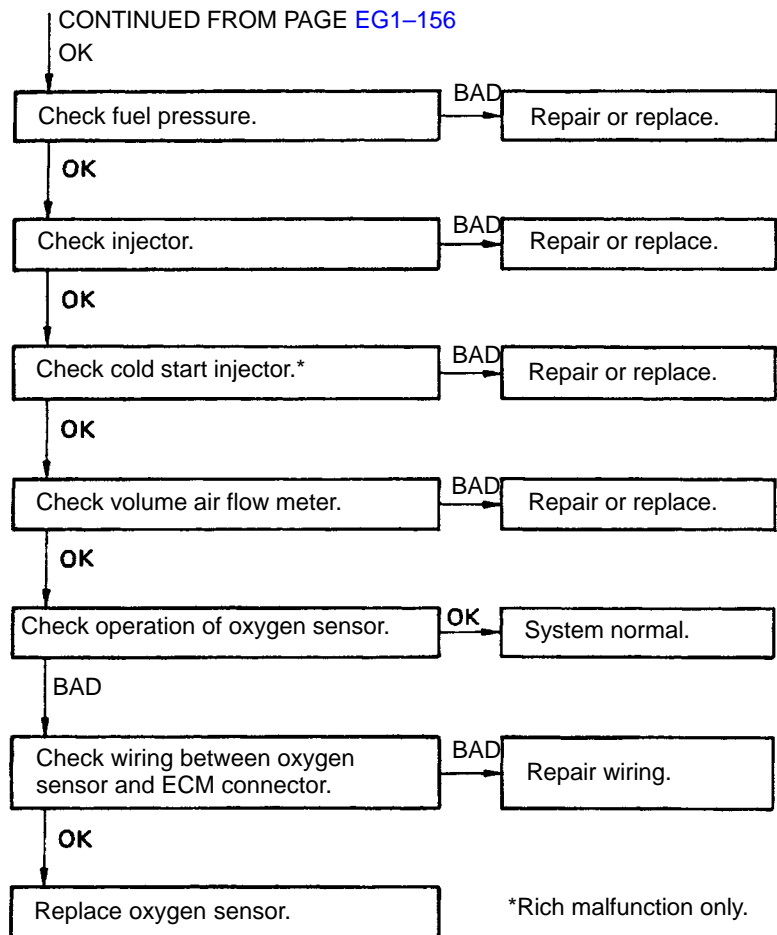 CONTINUED FROM PAGE EG1–156
OK
Check fuel pressure.
BAD
Repair or replace.
OK
Check injector.
BAD
Repair or replace.
OK
Check cold start injector.*
BAD
Repair or replace.
OK
Check volume air flow meter.
BAD
Repair or replace.
OK
Check operation of oxygen sensor.
OK
System normal.
BAD
Check wiring between oxygen
sensor and ECM connector.
BAD
Repair wiring.
OK
Replace oxygen sensor.
*Rich malfunction only.